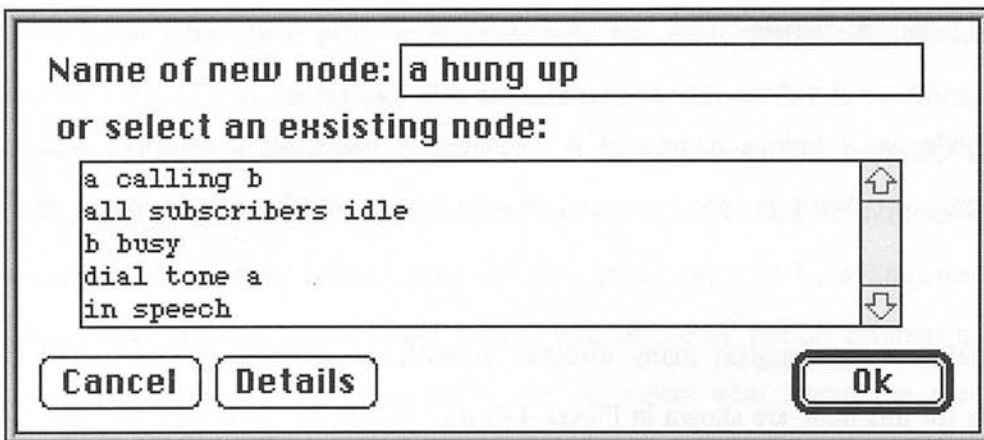 Name of new node: a hung up
or select an exsisting node:
a calling b
all subscribers idle
b busy
dial tone a
in speech
Cancel Details Ok